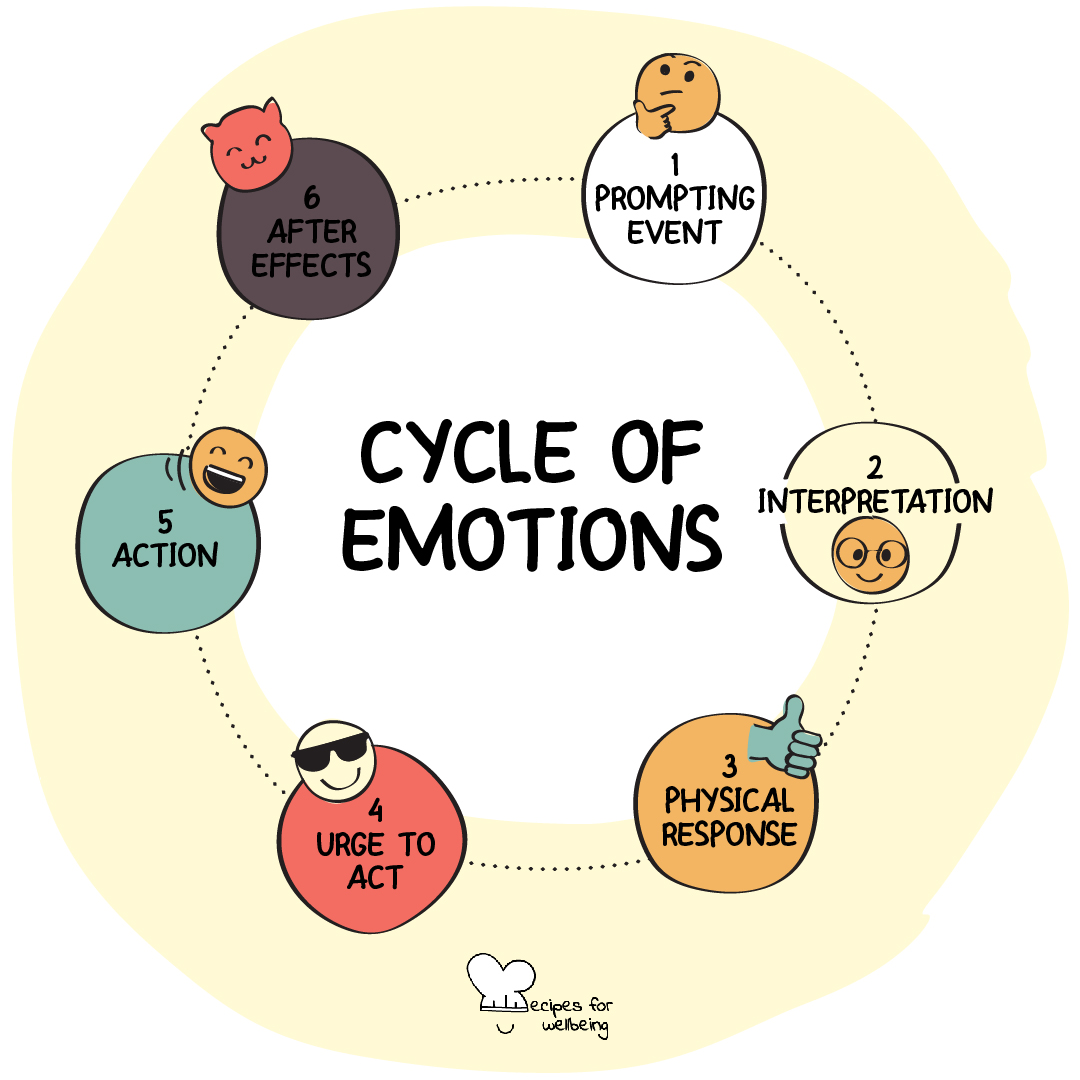 CYCLE OF
EMOTIONS
1
PROMPTING
EVENT
2
INTERPRETATION
3
PHYSICAL
RESPONSE
4
URGE TO
ACT
5
ACTION
6
AFTER
EFFECTS
ecipes for
wellbeing